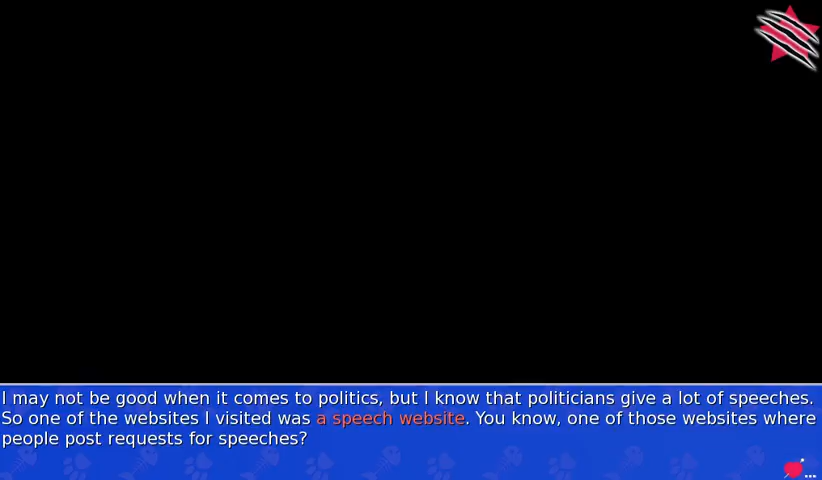 I may not be good when it comes to politics, but I know that politicians give a lot of speeches.
So one of the websites I visited was a speech website. You know, one of those websites where
people post requests for speeches?
...